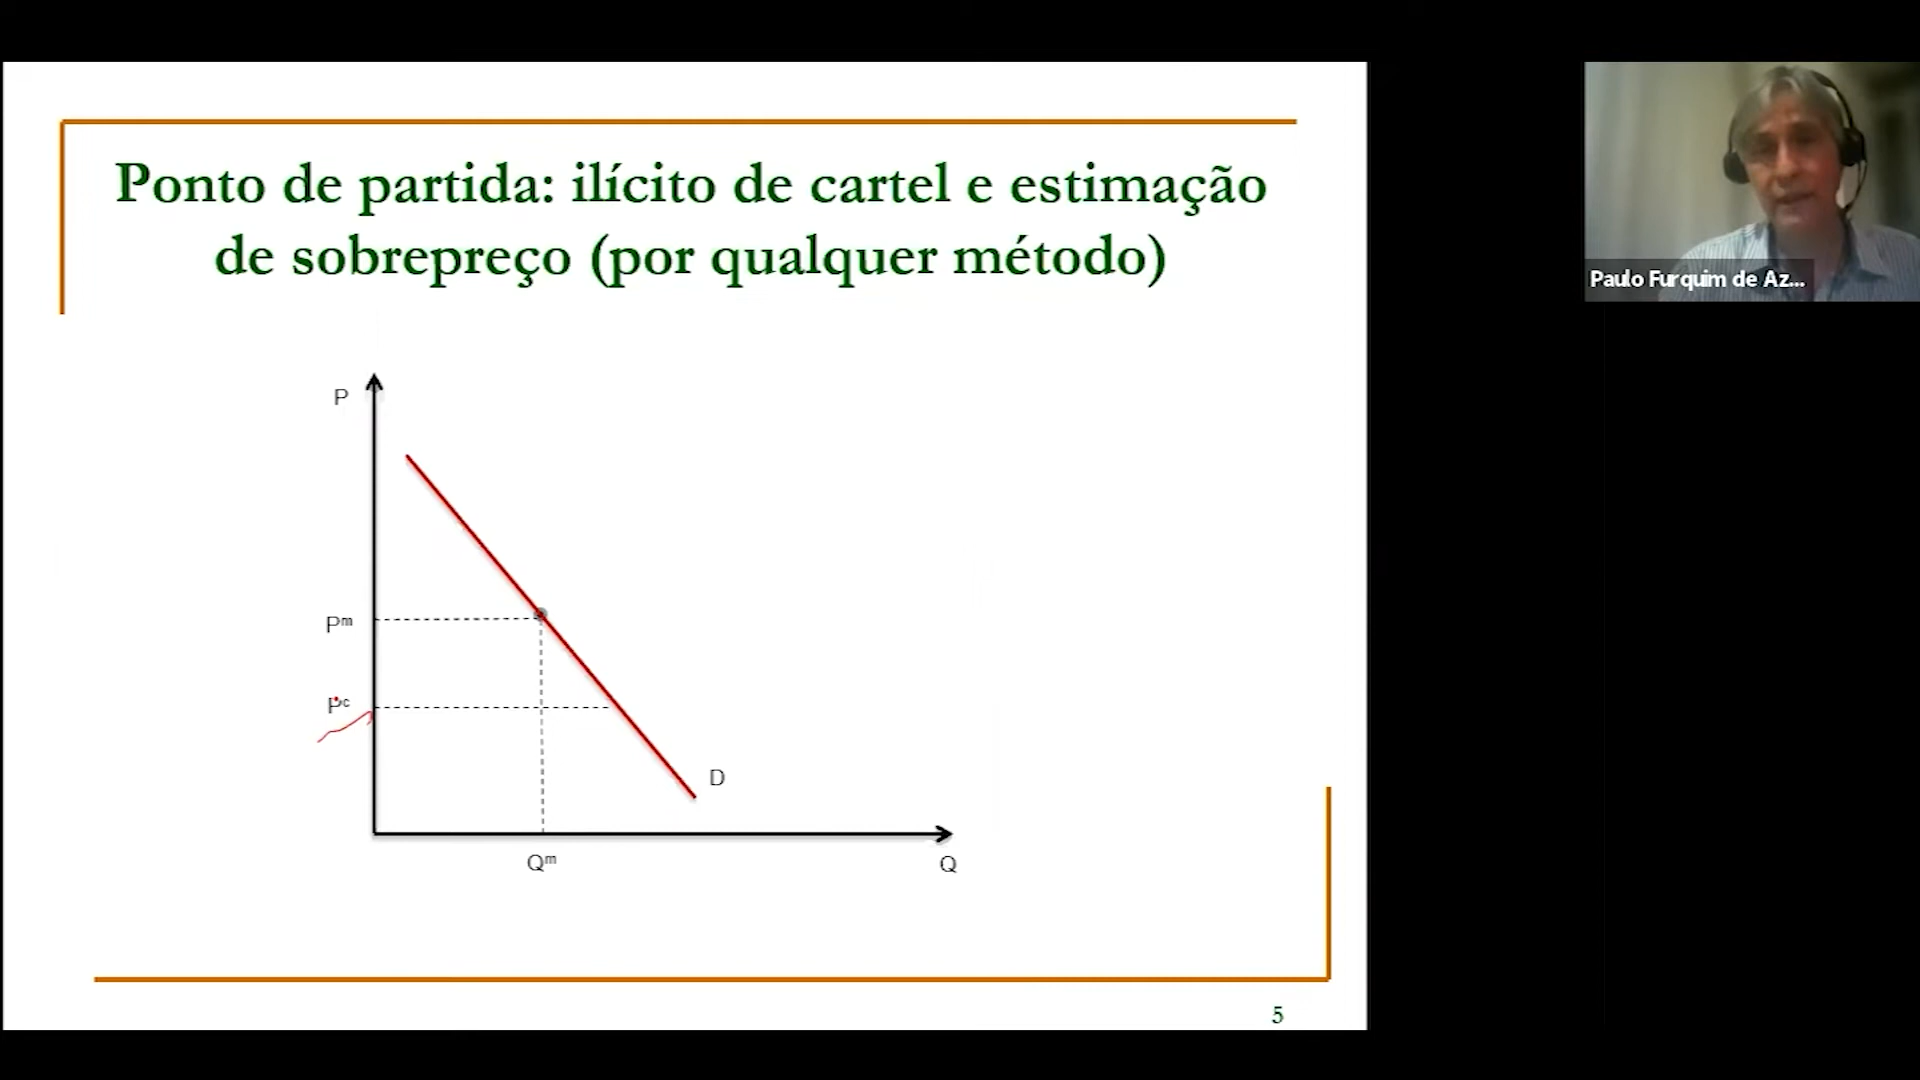 Ponto de partida: ilícito de cartel e estimação
de sobrepreço (por qualquer método)
Paulo Furquim de Az...
P
Pᵐ
Pᶜ
D
Qᵐ
Q
5